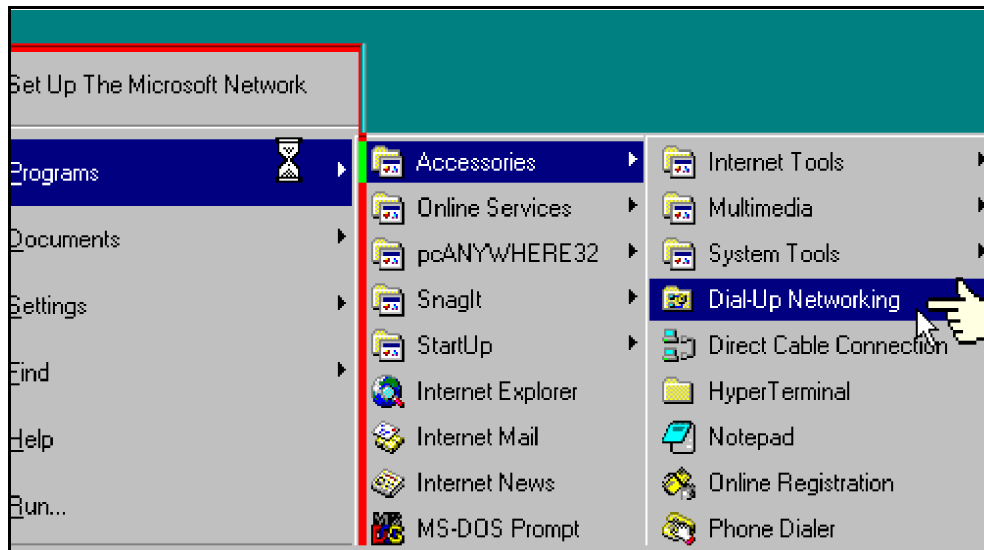 Set Up The Microsoft Network
Programs
Documents
Settings
Find
Help
Run...
Accessories
Online Services
pcANYWHERE32
SnagIt
StartUp
Internet Explorer
Internet Mail
Internet News
MS-DOS Prompt
Internet Tools
Multimedia
System Tools
Dial-Up Networking
Direct Cable Connection
HyperTerminal
Notepad
Online Registration
Phone Dialer